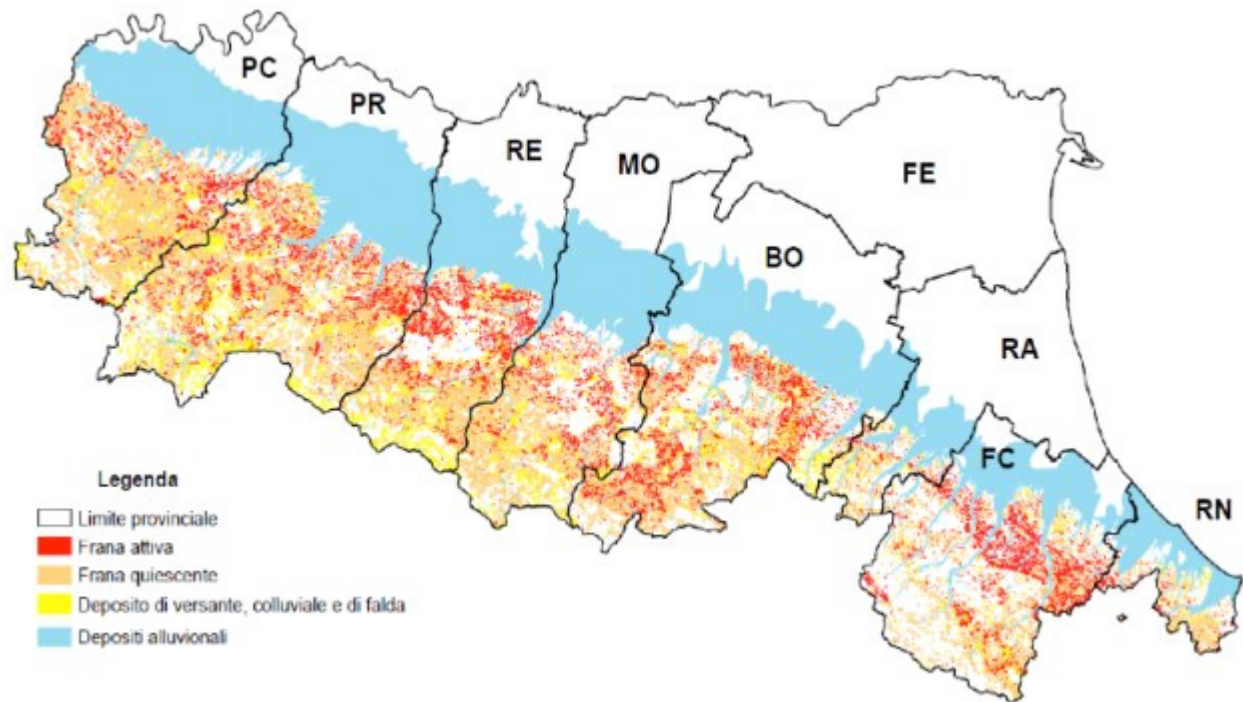 PC
PR
RE
MO
FE
BO
RA
FC
RN
Legenda
Limite provinciale
Frana attiva
Frana quiescente
Deposito di versante, colluviale e di falda
Depositi alluvionali